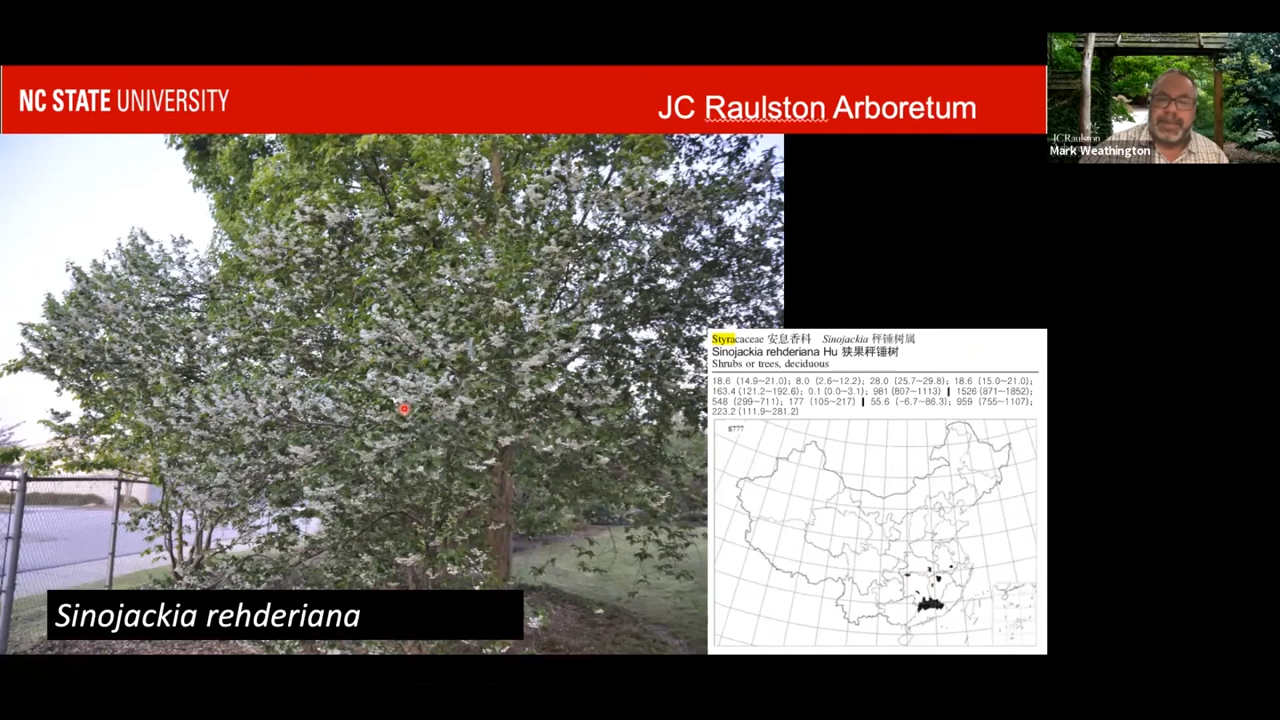 NC STATE UNIVERSITY
JC Raulston Arboretum
JC Raulston
Mark Weathington
Styracaceae 安息香科 Sinojackia 秤锤树属
Sinojackia rehderiana Hu 狭果秤锤树
Shrubs or trees, deciduous
18.6 (14.9~21.0); 8.0 (2.6~12.2); 28.0 (25.7~29.8); 18.6 (15.0~21.0);
163.4 (121.2~192.6); 0.1 (0.0~3.1); 981 (807~1113) ‖ 1526 (871~1852);
548 (299~711); 177 (105~217) ‖ 55.6 (−6.7~86.3); 959 (755~1107);
223.2 (111.9~281.2)
8777
Sinojackia rehderiana